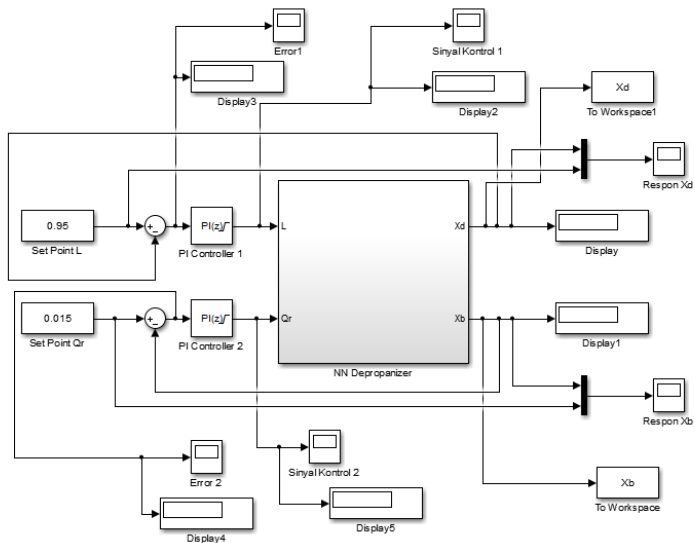 Error1
Sinyal Kontrol 1
Display3
Display2
Xd
To Workspace1
Respon Xd
0.95
Set Point L
+
−
PI(z)
PI Controller 1
L
Xd
Display
0.015
Set Point Qr
+
−
PI(z)
PI Controller 2
Qr
Xb
Display1
NN Depropanizer
Respon Xb
Error 2
Sinyal Kontrol 2
Xb
To Workspace
Display4
Display5